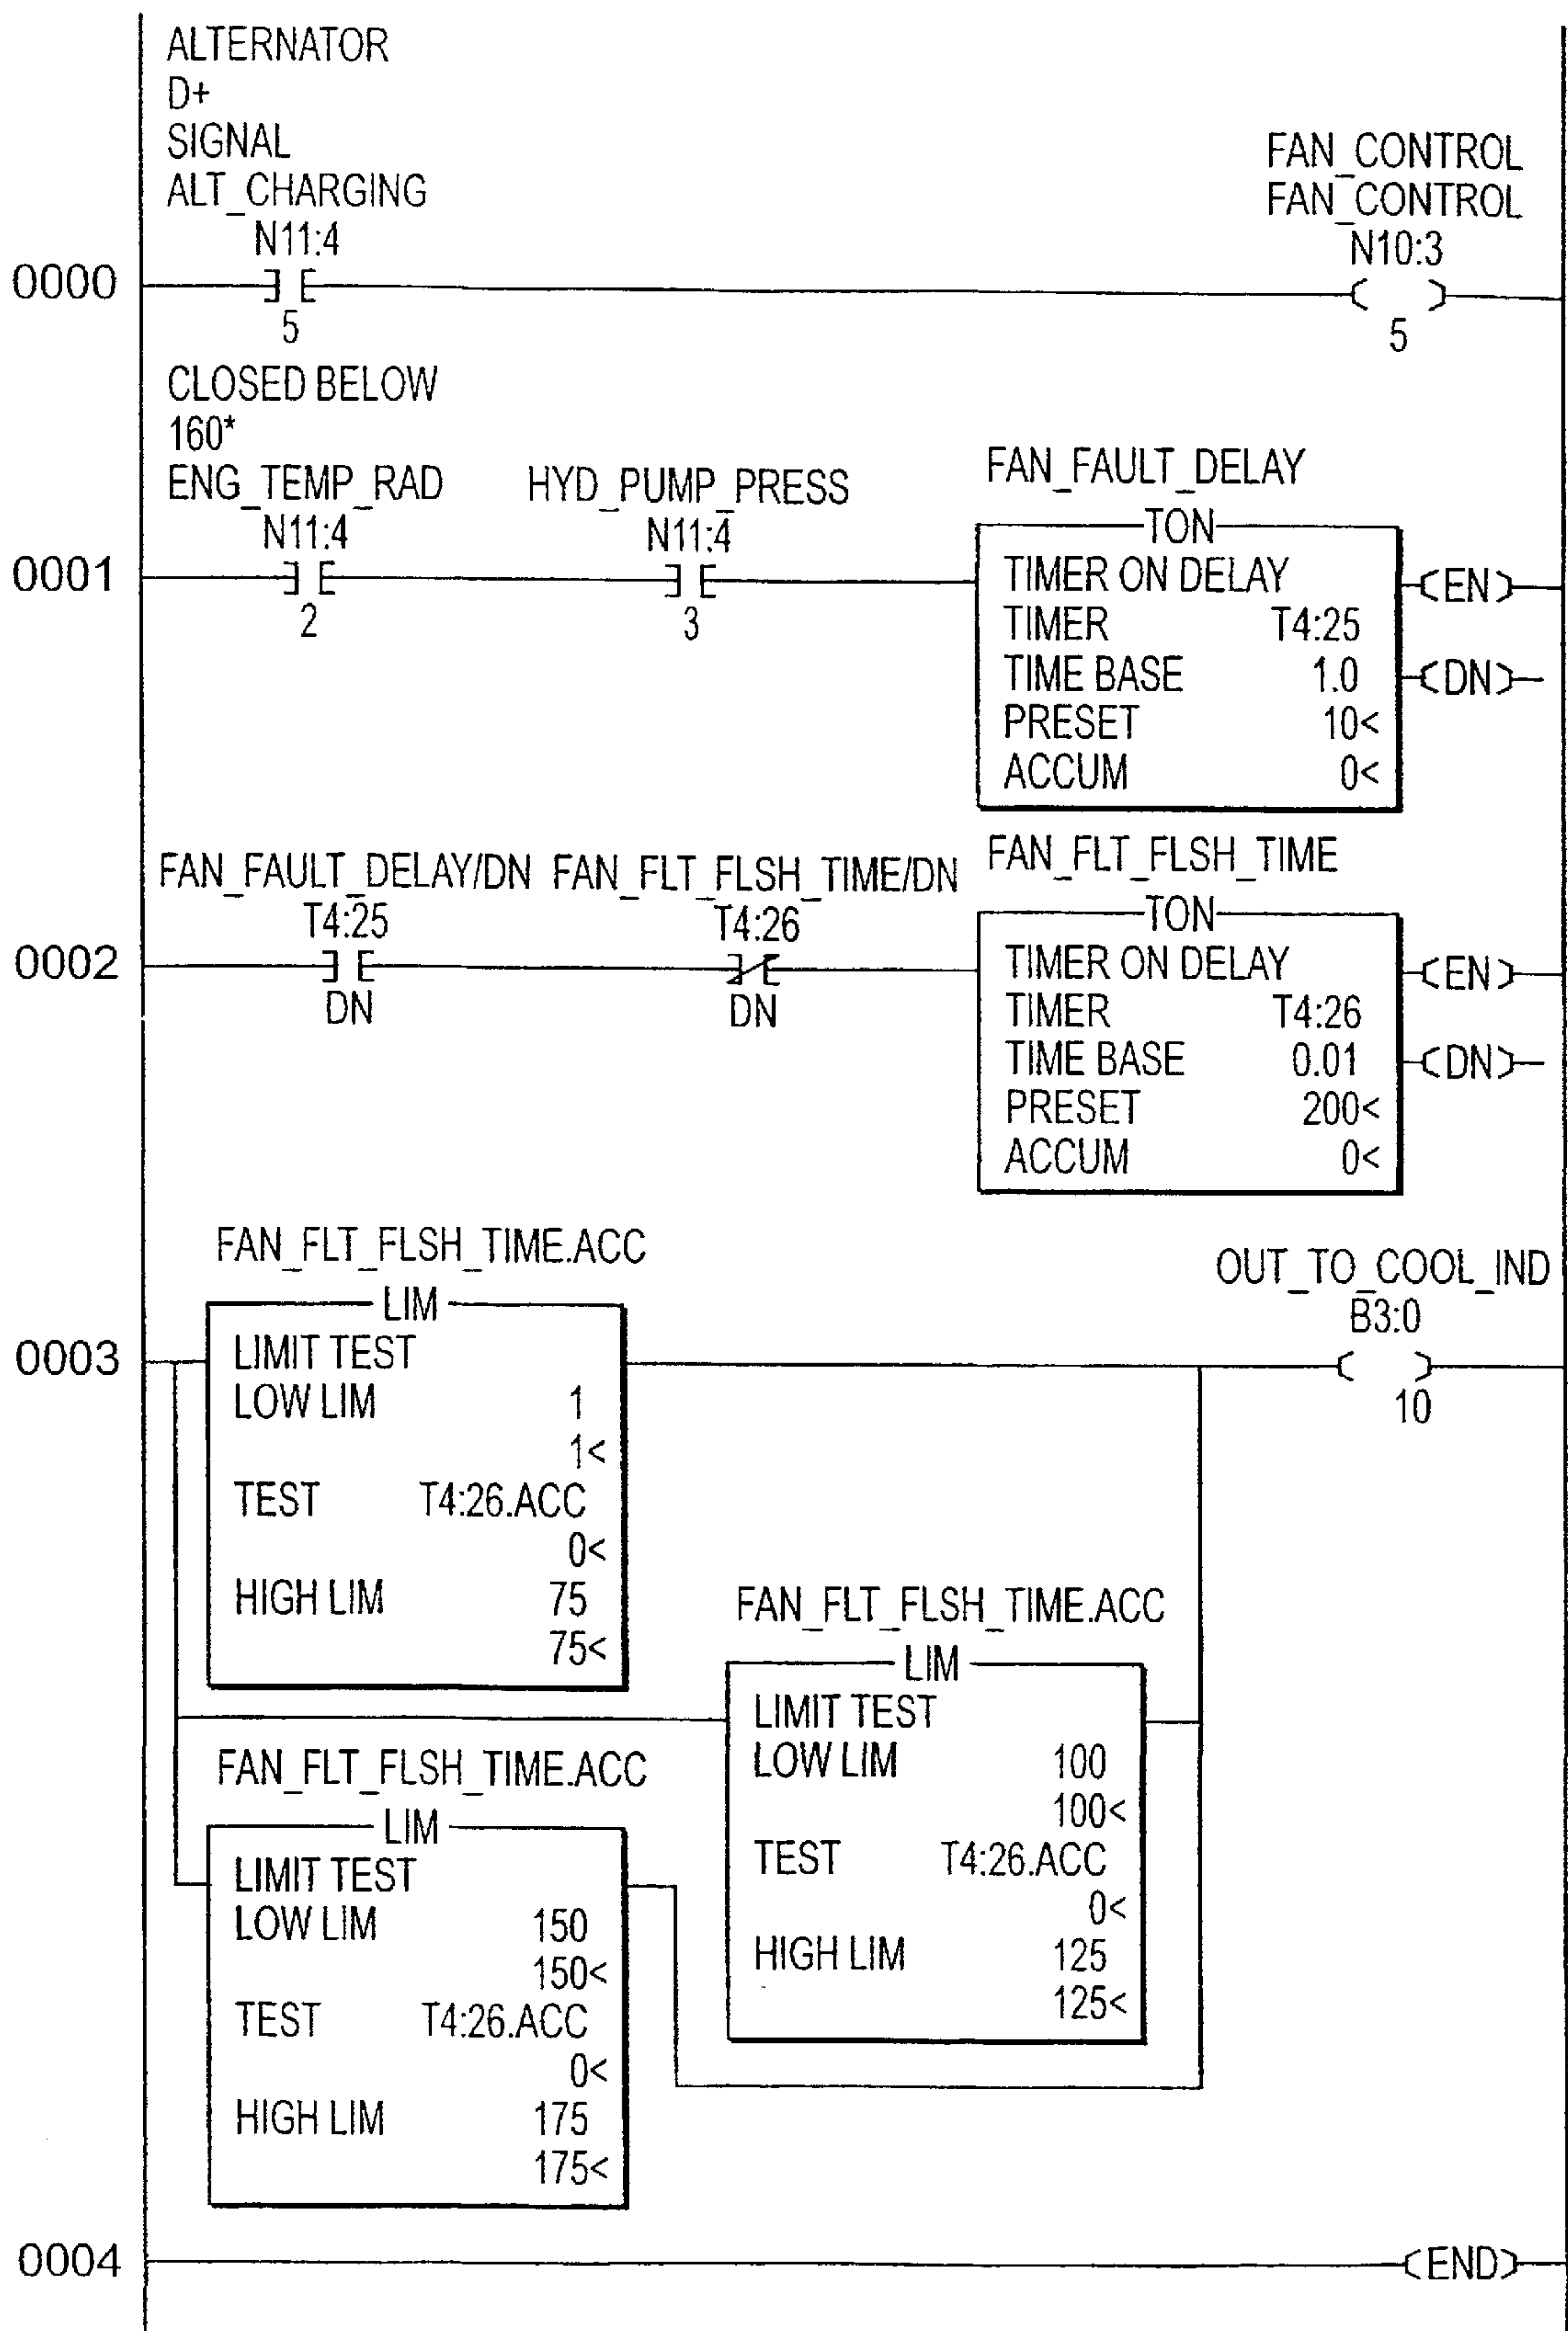 ALTERNATOR
D+
SIGNAL
ALT_CHARGING
N11:4
5
FAN_CONTROL
FAN_CONTROL
N10:3
5
0000
CLOSED BELOW
160*
ENG_TEMP_RAD
N11:4
2
HYD_PUMP_PRESS
N11:4
3
0001
FAN_FAULT_DELAY
TON
TIMER ON DELAY
TIMER T4:25
TIME BASE 1.0
PRESET 10<
ACCUM 0<
EN
DN
FAN_FAULT_DELAY/DN
T4:25
DN
FAN_FLT_FLSH_TIME/DN
T4:26
DN
0002
FAN_FLT_FLSH_TIME
TON
TIMER ON DELAY
TIMER T4:26
TIME BASE 0.01
PRESET 200<
ACCUM 0<
EN
DN
FAN_FLT_FLSH_TIME.ACC
0003
LIM
LIMIT TEST
LOW LIM 1
1<
TEST T4:26.ACC
0<
HIGH LIM 75
75<
OUT_TO_COOL_IND
B3:0
10
FAN_FLT_FLSH_TIME.ACC
LIM
LIMIT TEST
LOW LIM 100
100<
TEST T4:26.ACC
0<
HIGH LIM 125
125<
FAN_FLT_FLSH_TIME.ACC
LIM
LIMIT TEST
LOW LIM 150
150<
TEST T4:26.ACC
0<
HIGH LIM 175
175<
0004
END